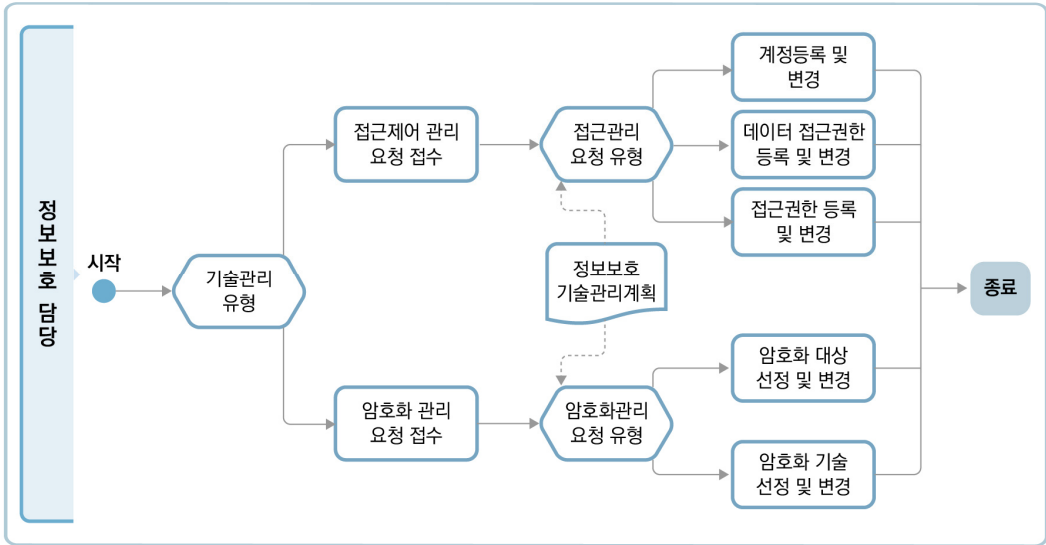 정보보호 담당
시작
기술관리
유형
접근제어 관리
요청 접수
접근관리
요청 유형
계정등록 및
변경
데이터 접근권한
등록 및 변경
접근권한 등록
및 변경
정보보호
기술관리계획
암호화 관리
요청 접수
암호화관리
요청 유형
암호화 대상
선정 및 변경
암호화 기술
선정 및 변경
종료